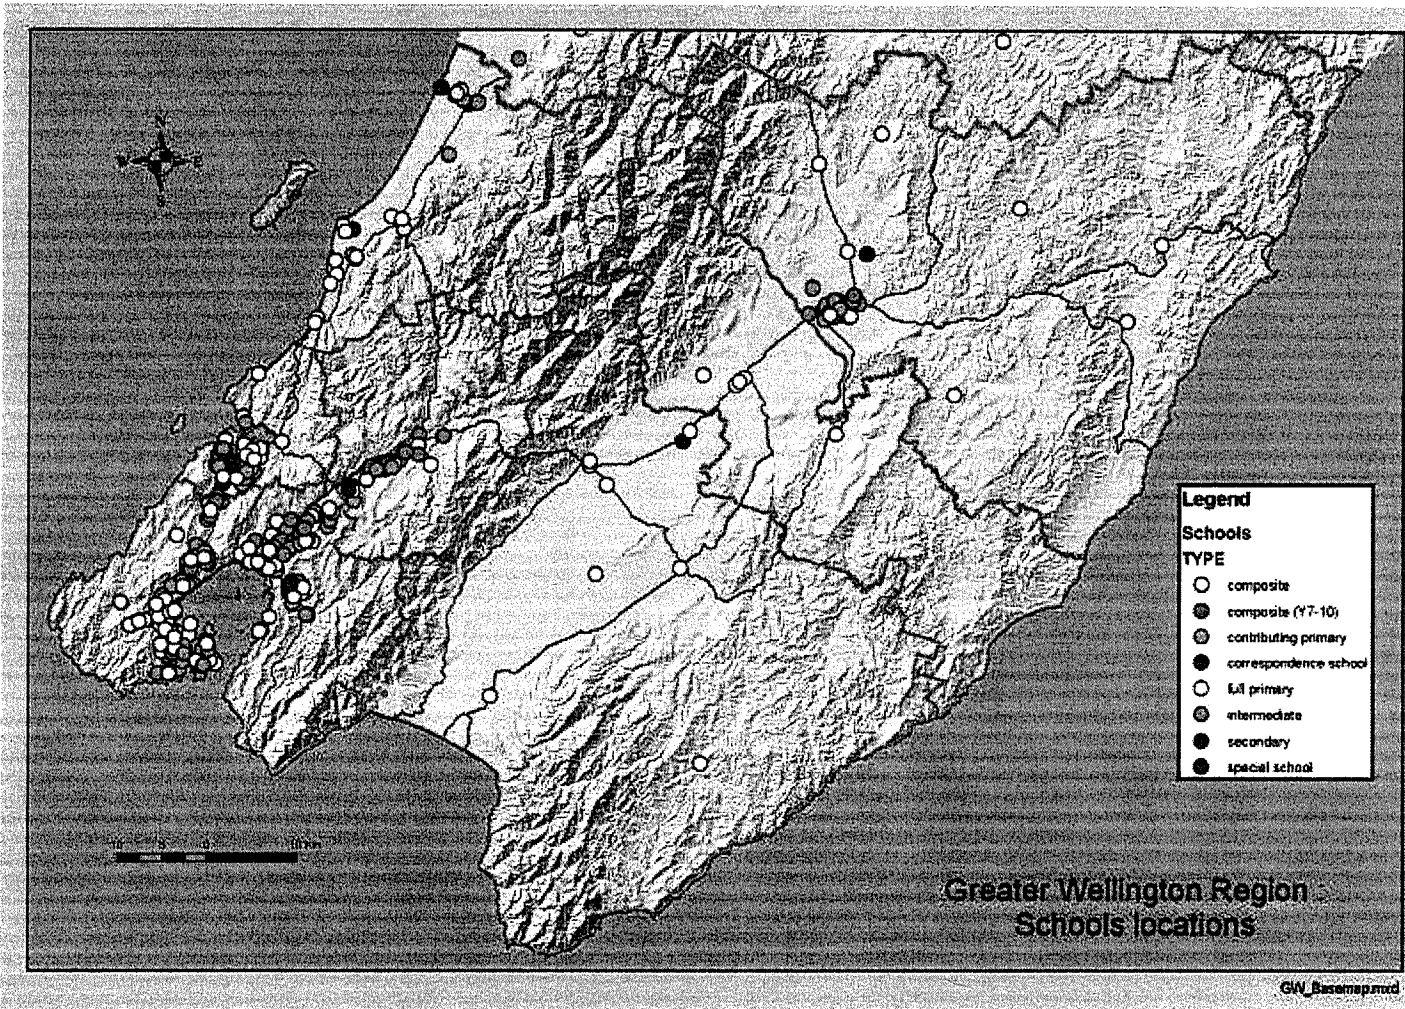 N
W
E
S
Legend
Schools
TYPE
composite
composite (Y7-10)
contributing primary
correspondence school
full primary
intermediate
secondary
special school
Greater Wellington Region
Schools locations
GW_Basemap.mxd